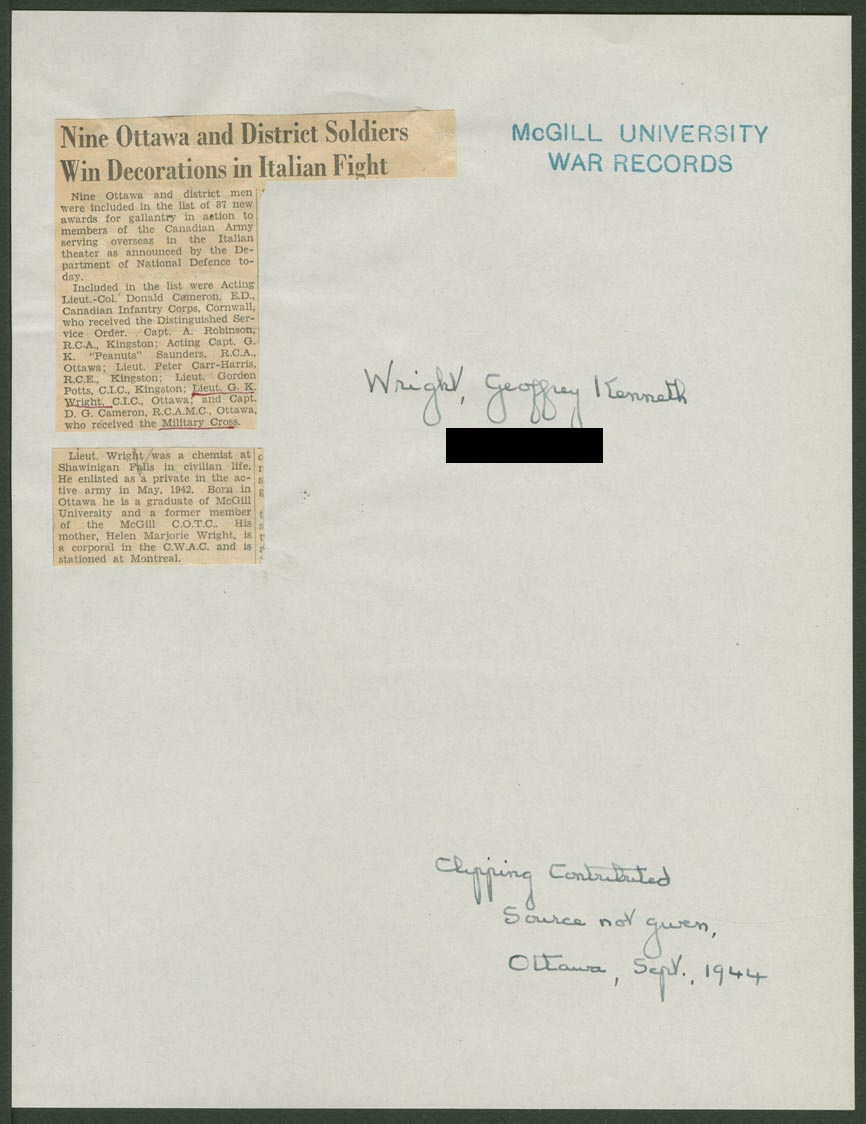 Nine Ottawa and District Soldiers
Win Decorations in Italian Fight
McGILL UNIVERSITY
WAR RECORDS
Nine Ottawa and district men
were included in the list of 87 new
awards for gallantry in action to
members of the Canadian Army
serving overseas in the Italian
theater as announced by the De-
partment of National Defence to-
day.
Included in the list were Acting
Lieut.-Col. Donald Cameron, E.D.,
Canadian Infantry Corps, Cornwall,
who received the Distinguished Ser-
vice Order. Capt. A. Robinson,
R.C.A., Kingston; Acting Capt. G.
K. "Peanuts" Saunders, R.C.A.,
Ottawa; Lieut. Peter Carr-Harris,
R.C.E., Kingston; Lieut. Gordon
Potts, C.I.C., Kingston; Lieut. G. K.
Wright, C.I.C., Ottawa; and Capt.
D. G. Cameron, R.C.A.M.C., Ottawa,
who received the Military Cross.
Wright, Geoffrey Kenneth
Lieut. Wright was a chemist at
Shawinigan Falls in civilian life.
He enlisted as a private in the ac-
tive army in May, 1942. Born in
Ottawa he is a graduate of McGill
University and a former member
of the McGill C.O.T.C.. His
mother, Helen Marjorie Wright, is
a corporal in the C.W.A.C. and is
stationed at Montreal.
Clipping Contributed
Source not given,
Ottawa, Sept., 1944